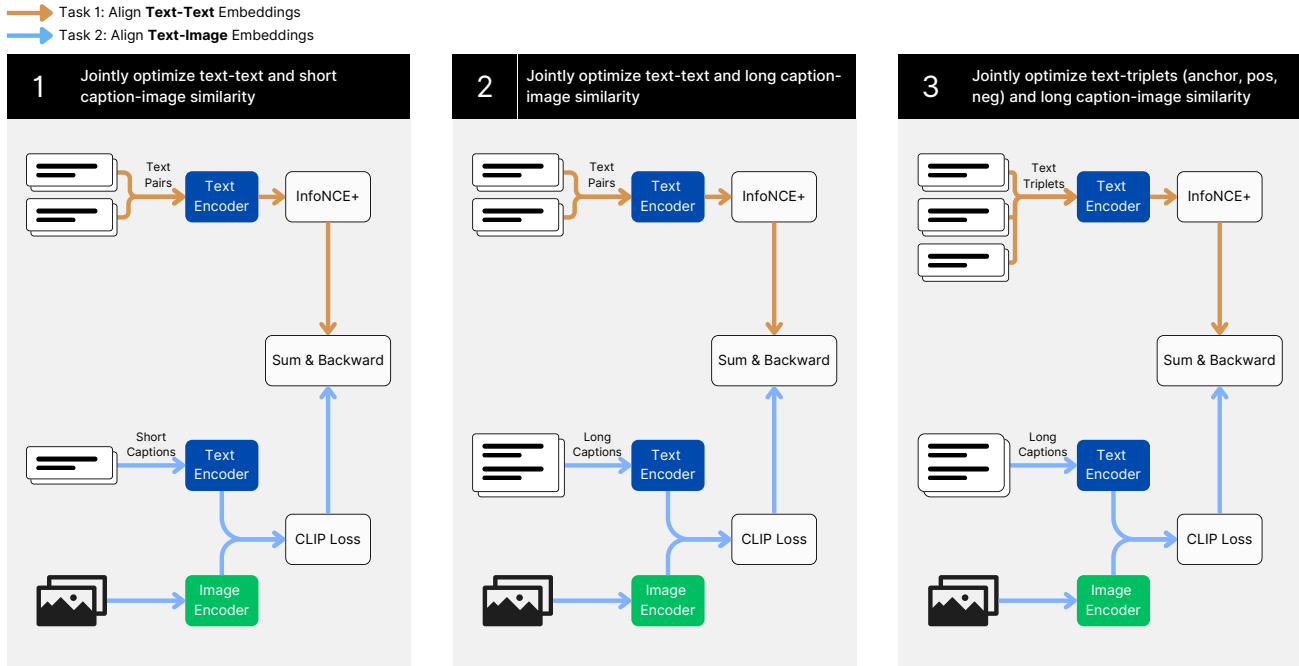 Task 1: Align Text-Text Embeddings
Task 2: Align Text-Image Embeddings
1
Jointly optimize text-text and short
caption-image similarity
Text
Pairs
Text
Encoder
InfoNCE+
Sum & Backward
Short
Captions
Text
Encoder
CLIP Loss
Image
Encoder
2
Jointly optimize text-text and long caption-
image similarity
Text
Pairs
Text
Encoder
InfoNCE+
Sum & Backward
Long
Captions
Text
Encoder
CLIP Loss
Image
Encoder
3
Jointly optimize text-triplets (anchor, pos,
neg) and long caption-image similarity
Text
Triplets
Text
Encoder
InfoNCE+
Sum & Backward
Long
Captions
Text
Encoder
CLIP Loss
Image
Encoder